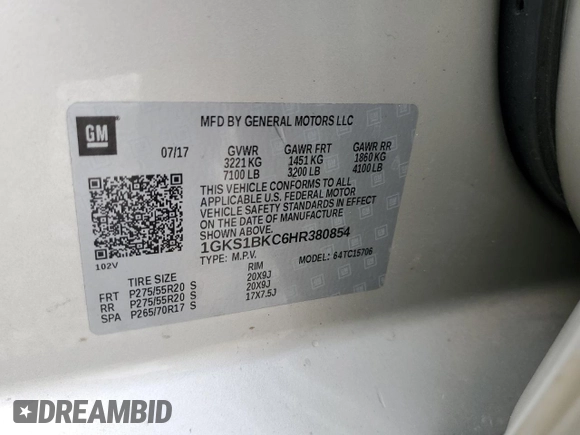 GM
MFD BY GENERAL MOTORS LLC
07/17 GVWR GAWR FRT GAWR RR
3221 KG 1451 KG 1860 KG
7100 LB 3200 LB 4100 LB
THIS VEHICLE CONFORMS TO ALL
APPLICABLE U.S. FEDERAL MOTOR
VEHICLE SAFETY STANDARDS IN EFFECT
ON THE DATE OF MANUFACTURE
1GKS1BKC6HR380854
TYPE: M.P.V. MODEL: 64TC15706
102V
TIRE SIZE RIM
FRT P275/55R20 S 20X9J
RR P275/55R20 S 20X9J
SPA P265/70R17 S 17X7.5J
DREAMBID